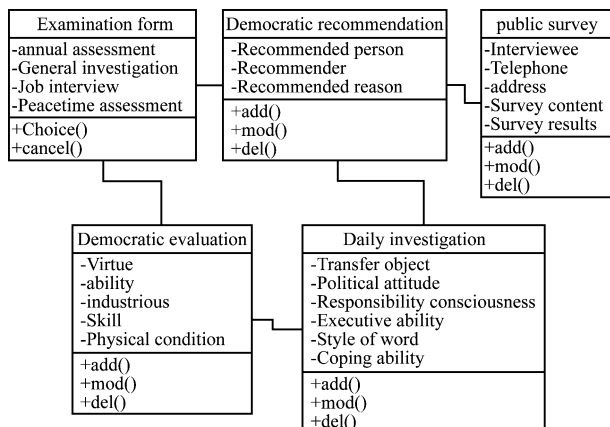 Examination form
-annual assessment
-General investigation
-Job interview
-Peacetime assessment
+Choice()
+cancel()
Democratic recommendation
-Recommended person
-Recommender
-Recommended reason
+add()
+mod()
+del()
public survey
-Interviewee
-Telephone
-address
-Survey content
-Survey results
+add()
+mod()
+del()
Democratic evaluation
-Virtue
-ability
-industrious
-Skill
-Physical condition
+add()
+mod()
+del()
Daily investigation
-Transfer object
-Political attitude
-Responsibility consciousness
-Executive ability
-Style of word
-Coping ability
+add()
+mod()
+del()